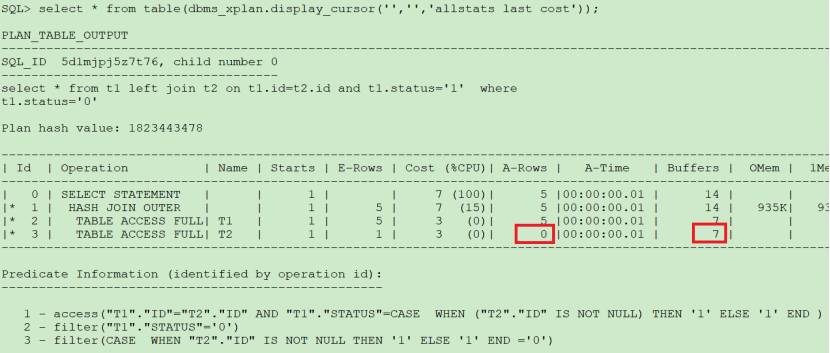 SQL> select * from table(dbms_xplan.display_cursor('','','allstats last cost'));
PLAN_TABLE_OUTPUT
--------------------------------------------------------------------------------------------------------------------
SQL_ID  5d1mjpj5z7t76, child number 0
-------------------------------------
select * from t1 left join t2 on t1.id=t2.id and t1.status='1'  where
t1.status='0'
Plan hash value: 1823443478
--------------------------------------------------------------------------------------------------------------------
| Id  | Operation          | Name | Starts | E-Rows | Cost (%CPU)| A-Rows |   A-Time   | Buffers |  OMem |  1Me
--------------------------------------------------------------------------------------------------------------------
|   0 | SELECT STATEMENT   |      |      1 |        |     7 (100)|      5 |00:00:00.01 |      14 |       |
|*  1 |  HASH JOIN OUTER   |      |      1 |      5 |     7  (15)|      5 |00:00:00.01 |      14 |   935K|   93
|*  2 |   TABLE ACCESS FULL| T1   |      1 |      5 |     3   (0)|      5 |00:00:00.01 |       7 |       |
|*  3 |   TABLE ACCESS FULL| T2   |      1 |      1 |     3   (0)|      0 |00:00:00.01 |       7 |       |
--------------------------------------------------------------------------------------------------------------------
Predicate Information (identified by operation id):
---------------------------------------------------
1 - access("T1"."ID"="T2"."ID" AND "T1"."STATUS"=CASE  WHEN ("T2"."ID" IS NOT NULL) THEN '1' ELSE '1' END )
2 - filter("T1"."STATUS"='0')
3 - filter(CASE  WHEN "T2"."ID" IS NOT NULL THEN '1' ELSE '1' END ='0')